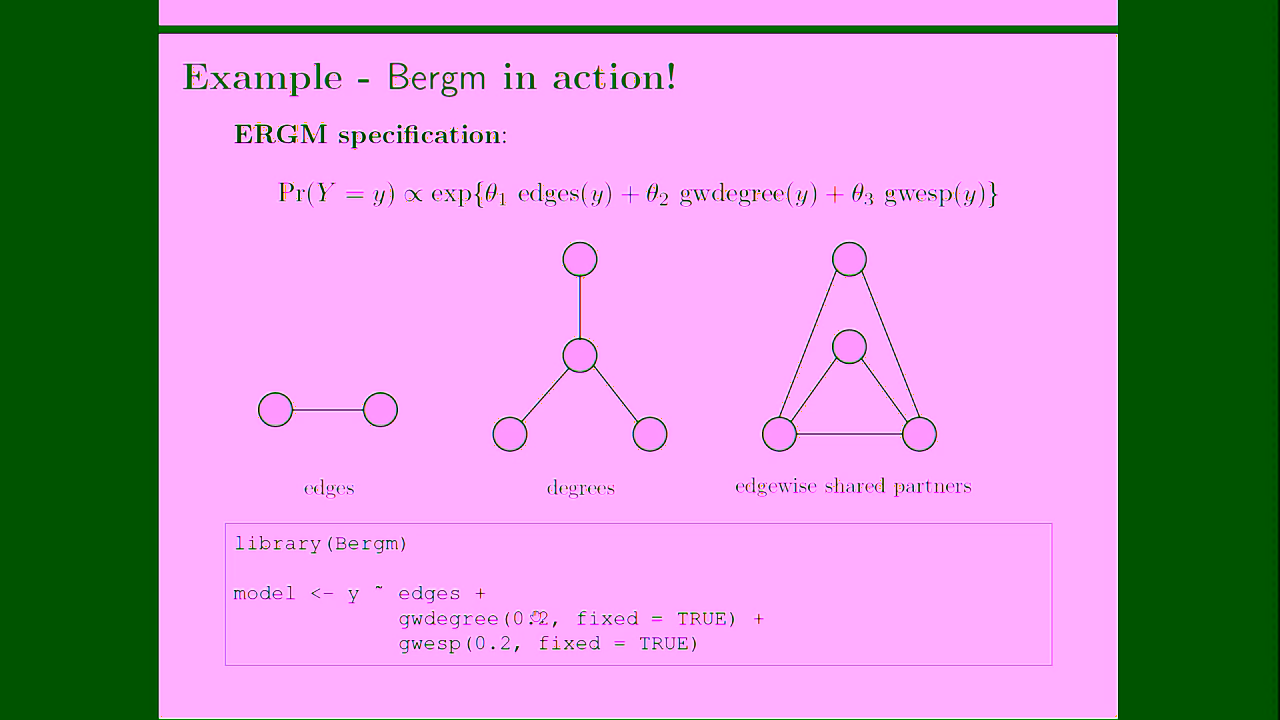 Example - Bergm in action!
ERGM specification:
Pr(Y = y) ∝ exp{θ₁ edges(y) + θ₂ gwdegree(y) + θ₃ gwesp(y)}
edges
degrees
edgewise shared partners
library(Bergm)
model <- y ~ edges +
gwdegree(0.2, fixed = TRUE) +
gwesp(0.2, fixed = TRUE)